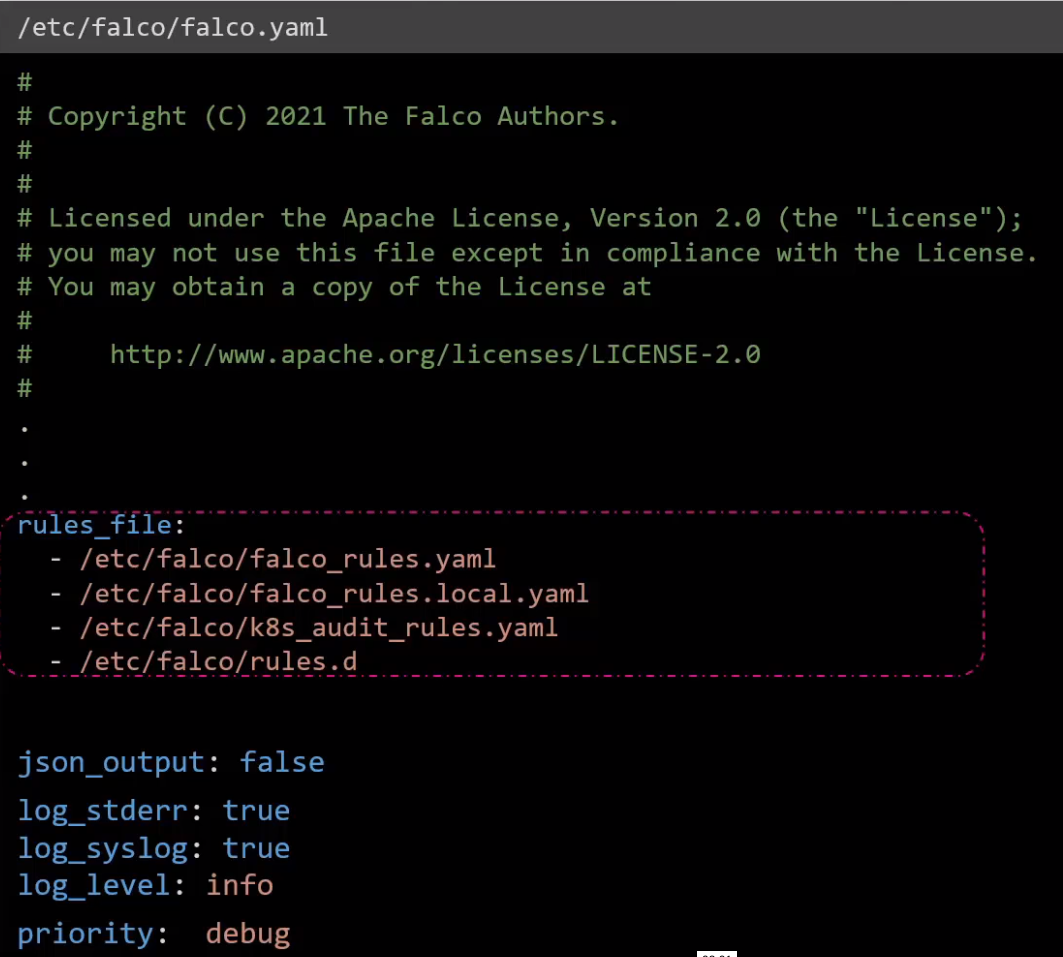 /etc/falco/falco.yaml
#
# Copyright (C) 2021 The Falco Authors.
#
#
# Licensed under the Apache License, Version 2.0 (the "License");
# you may not use this file except in compliance with the License.
# You may obtain a copy of the License at
#
#     http://www.apache.org/licenses/LICENSE-2.0
#
.
.
.
rules_file:
  - /etc/falco/falco_rules.yaml
  - /etc/falco/falco_rules.local.yaml
  - /etc/falco/k8s_audit_rules.yaml
  - /etc/falco/rules.d
json_output: false
log_stderr: true
log_syslog: true
log_level: info
priority:  debug